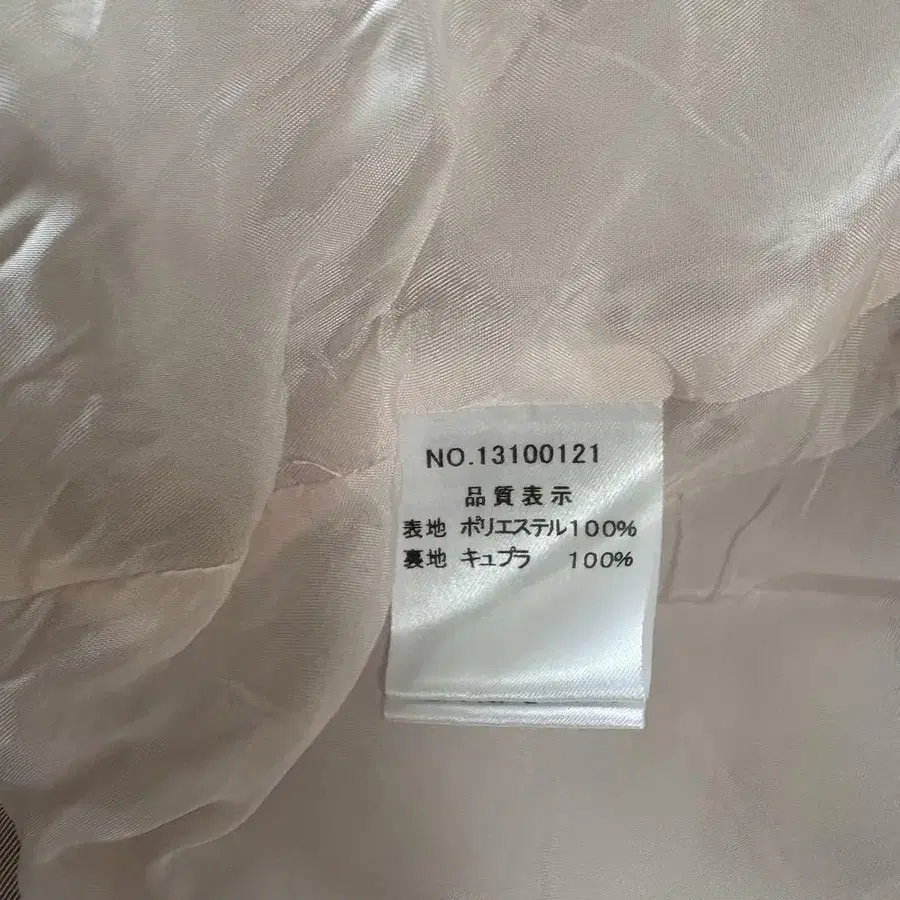 NO.13100121
品質表示
表地 ポリエステル100%
裏地 キュプラ 100%